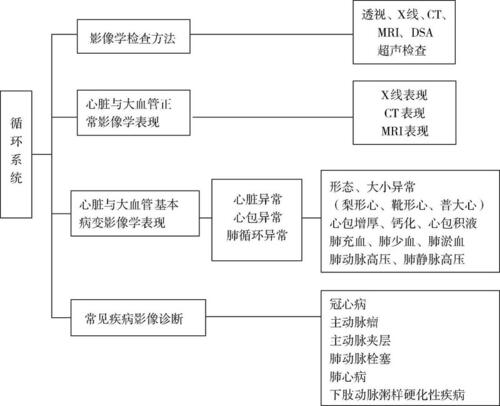 循环系统
影像学检查方法
透视、X线、CT、
MRI、DSA
超声检查
心脏与大血管正
常影像学表现
X线表现
CT表现
MRI表现
心脏与大血管基本
病变影像学表现
心脏异常
心包异常
肺循环异常
形态、大小异常
（梨形心、靴形心、普大心）
心包增厚、钙化、心包积液
肺充血、肺少血、肺淤血
肺动脉高压、肺静脉高压
常见疾病影像诊断
冠心病
主动脉瘤
主动脉夹层
肺动脉栓塞
肺心病
下肢动脉粥样硬化性疾病